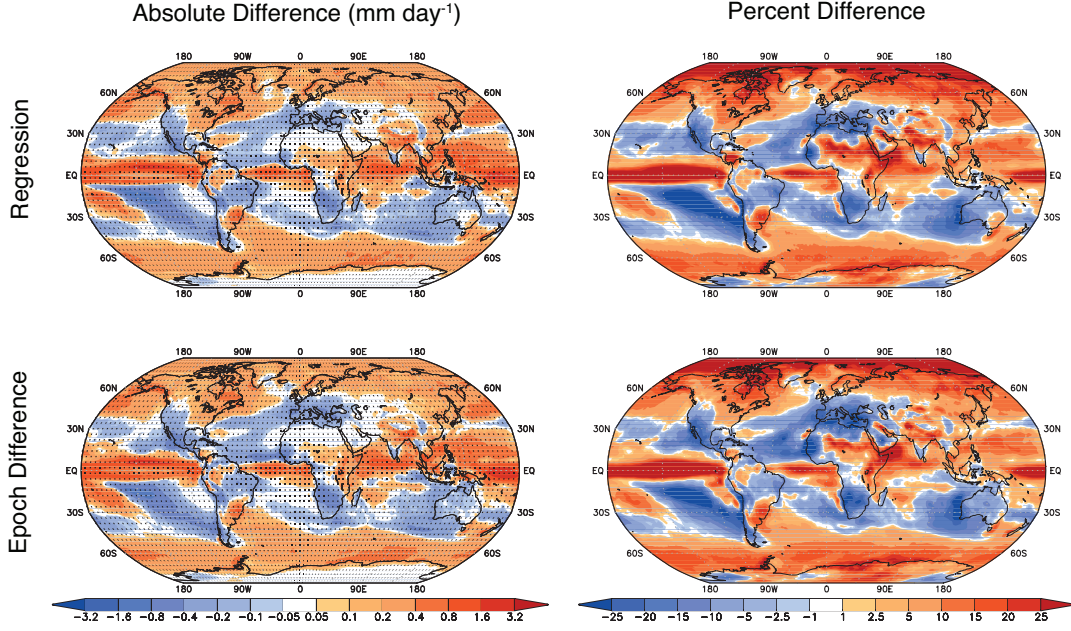 Absolute Difference (mm day-1)
Percent Difference
180 90W 0 90E 180
180 90W 0 90E 180
60N
60N
60N
60N
30N
30N
30N
30N
EQ
EQ
EQ
EQ
30S
30S
30S
30S
60S
60S
60S
60S
180 90W 0 90E 180
180 90W 0 90E 180
Regression
180 90W 0 90E 180
180 90W 0 90E 180
60N
60N
60N
60N
30N
30N
30N
30N
EQ
EQ
EQ
EQ
30S
30S
30S
30S
60S
60S
60S
60S
180 90W 0 90E 180
180 90W 0 90E 180
Epoch Difference
-3.2 -1.6 -0.8 -0.4 -0.2 -0.1 -0.05 0.05 0.1 0.2 0.4 0.8 1.6 3.2
-25 -20 -15 -10 -5 -2.5 -1 1 2.5 5 10 15 20 25